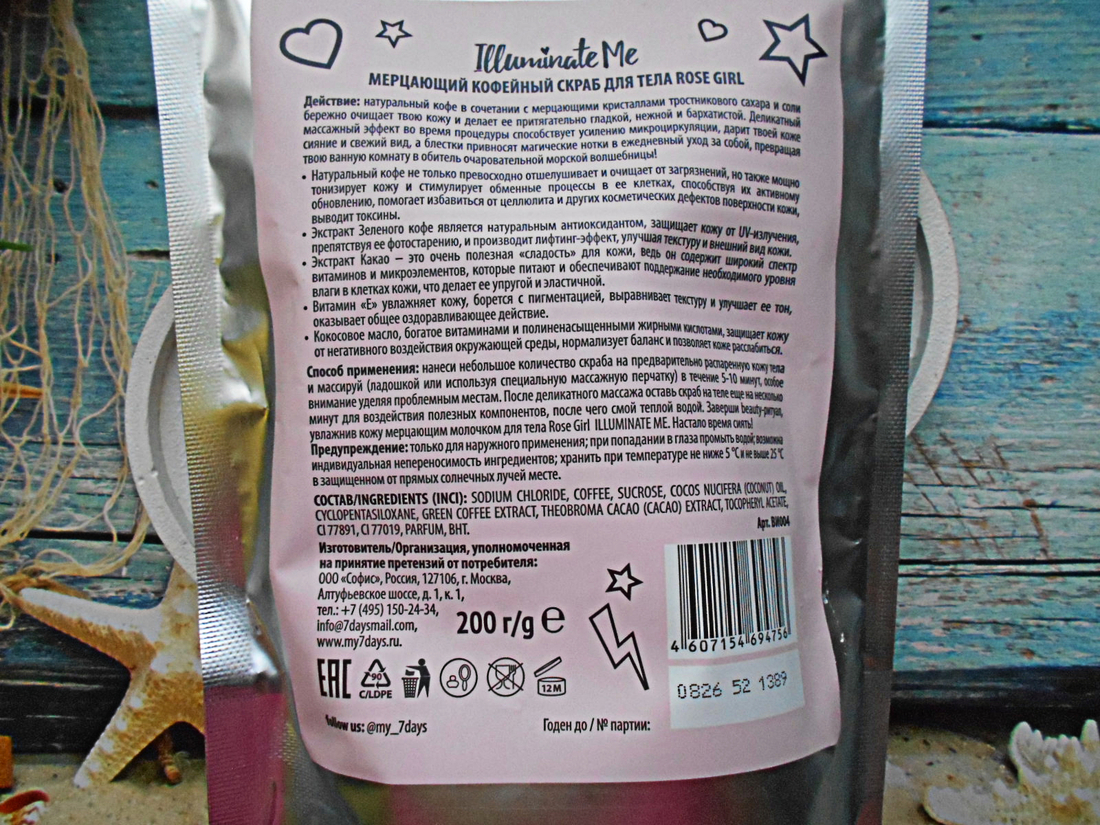 Illuminate Me
МЕРЦАЮЩИЙ КОФЕЙНЫЙ СКРАБ ДЛЯ ТЕЛА ROSE GIRL
Действие: натуральный кофе в сочетании с мерцающими кристаллами тростникового сахара и соли
бережно очищает твою кожу и делает ее притягательно гладкой, нежной и бархатистой. Деликатный
массажный эффект во время процедуры способствует усилению микроциркуляции, дарит твоей коже
сияние и свежий вид, а блестки привносят магические нотки в ежедневный уход за собой, превращая
твою ванную комнату в обитель очаровательной морской волшебницы!
• Натуральный кофе не только превосходно отшелушивает и очищает от загрязнений, но также мощно
тонизирует кожу и стимулирует обменные процессы в ее клетках, способствуя их активному
обновлению, помогает избавиться от целлюлита и других косметических дефектов поверхности кожи,
выводит токсины.
• Экстракт Зеленого кофе является натуральным антиоксидантом, защищает кожу от UV-излучения,
препятствуя ее фотостарению, и производит лифтинг-эффект, улучшая текстуру и внешний вид кожи.
• Экстракт Какао – это очень полезная «сладость» для кожи, ведь он содержит широкий спектр
витаминов и микроэлементов, которые питают и обеспечивают поддержание необходимого уровня
влаги в клетках кожи, что делает ее упругой и эластичной.
• Витамин «Е» увлажняет кожу, борется с пигментацией, выравнивает текстуру и улучшает ее тон,
оказывает общее оздоравливающее действие.
• Кокосовое масло, богатое витаминами и полиненасыщенными жирными кислотами, защищает кожу
от негативного воздействия окружающей среды, нормализует баланс и позволяет коже расслабиться.
Способ применения: нанеси небольшое количество скраба на предварительно распаренную кожу тела
и массируй (ладошкой или используя специальную массажную перчатку) в течение 5-10 минут, особое
внимание уделяя проблемным местам. После деликатного массажа оставь скраб на теле еще на несколько
минут для воздействия полезных компонентов, после чего смой теплой водой. Заверши beauty-ритуал,
увлажнив кожу мерцающим молочком для тела Rose Girl ILLUMINATE ME. Настало время сиять!
Предупреждение: только для наружного применения; при попадании в глаза промыть водой; возможна
индивидуальная непереносимость ингредиентов; хранить при температуре не ниже 5 °С и не выше 25 °С
в защищенном от прямых солнечных лучей месте.
СОСТАВ/INGREDIENTS (INCI): SODIUM CHLORIDE, COFFEE, SUCROSE, COCOS NUCIFERA (COCONUT) OIL,
CYCLOPENTASILOXANE, GREEN COFFEE EXTRACT, THEOBROMA CACAO (CACAO) EXTRACT, TOCOPHERYL ACETATE,
CI 77891, CI 77019, PARFUM, BHT.
Арт. ВИ004
Изготовитель/Организация, уполномоченная
на принятие претензий от потребителя:
ООО «Софис», Россия, 127106, г. Москва,
Алтуфьевское шоссе, д. 1, к. 1,
тел.: +7 (495) 150-24-34,
info@7daysmail.com,
www.my7days.ru.
200 г/g ℮
4 607154 694756
EAC
90
C/LDPE
12 M
0826 52 1389
follow us: @my_7days
Годен до / № партии: